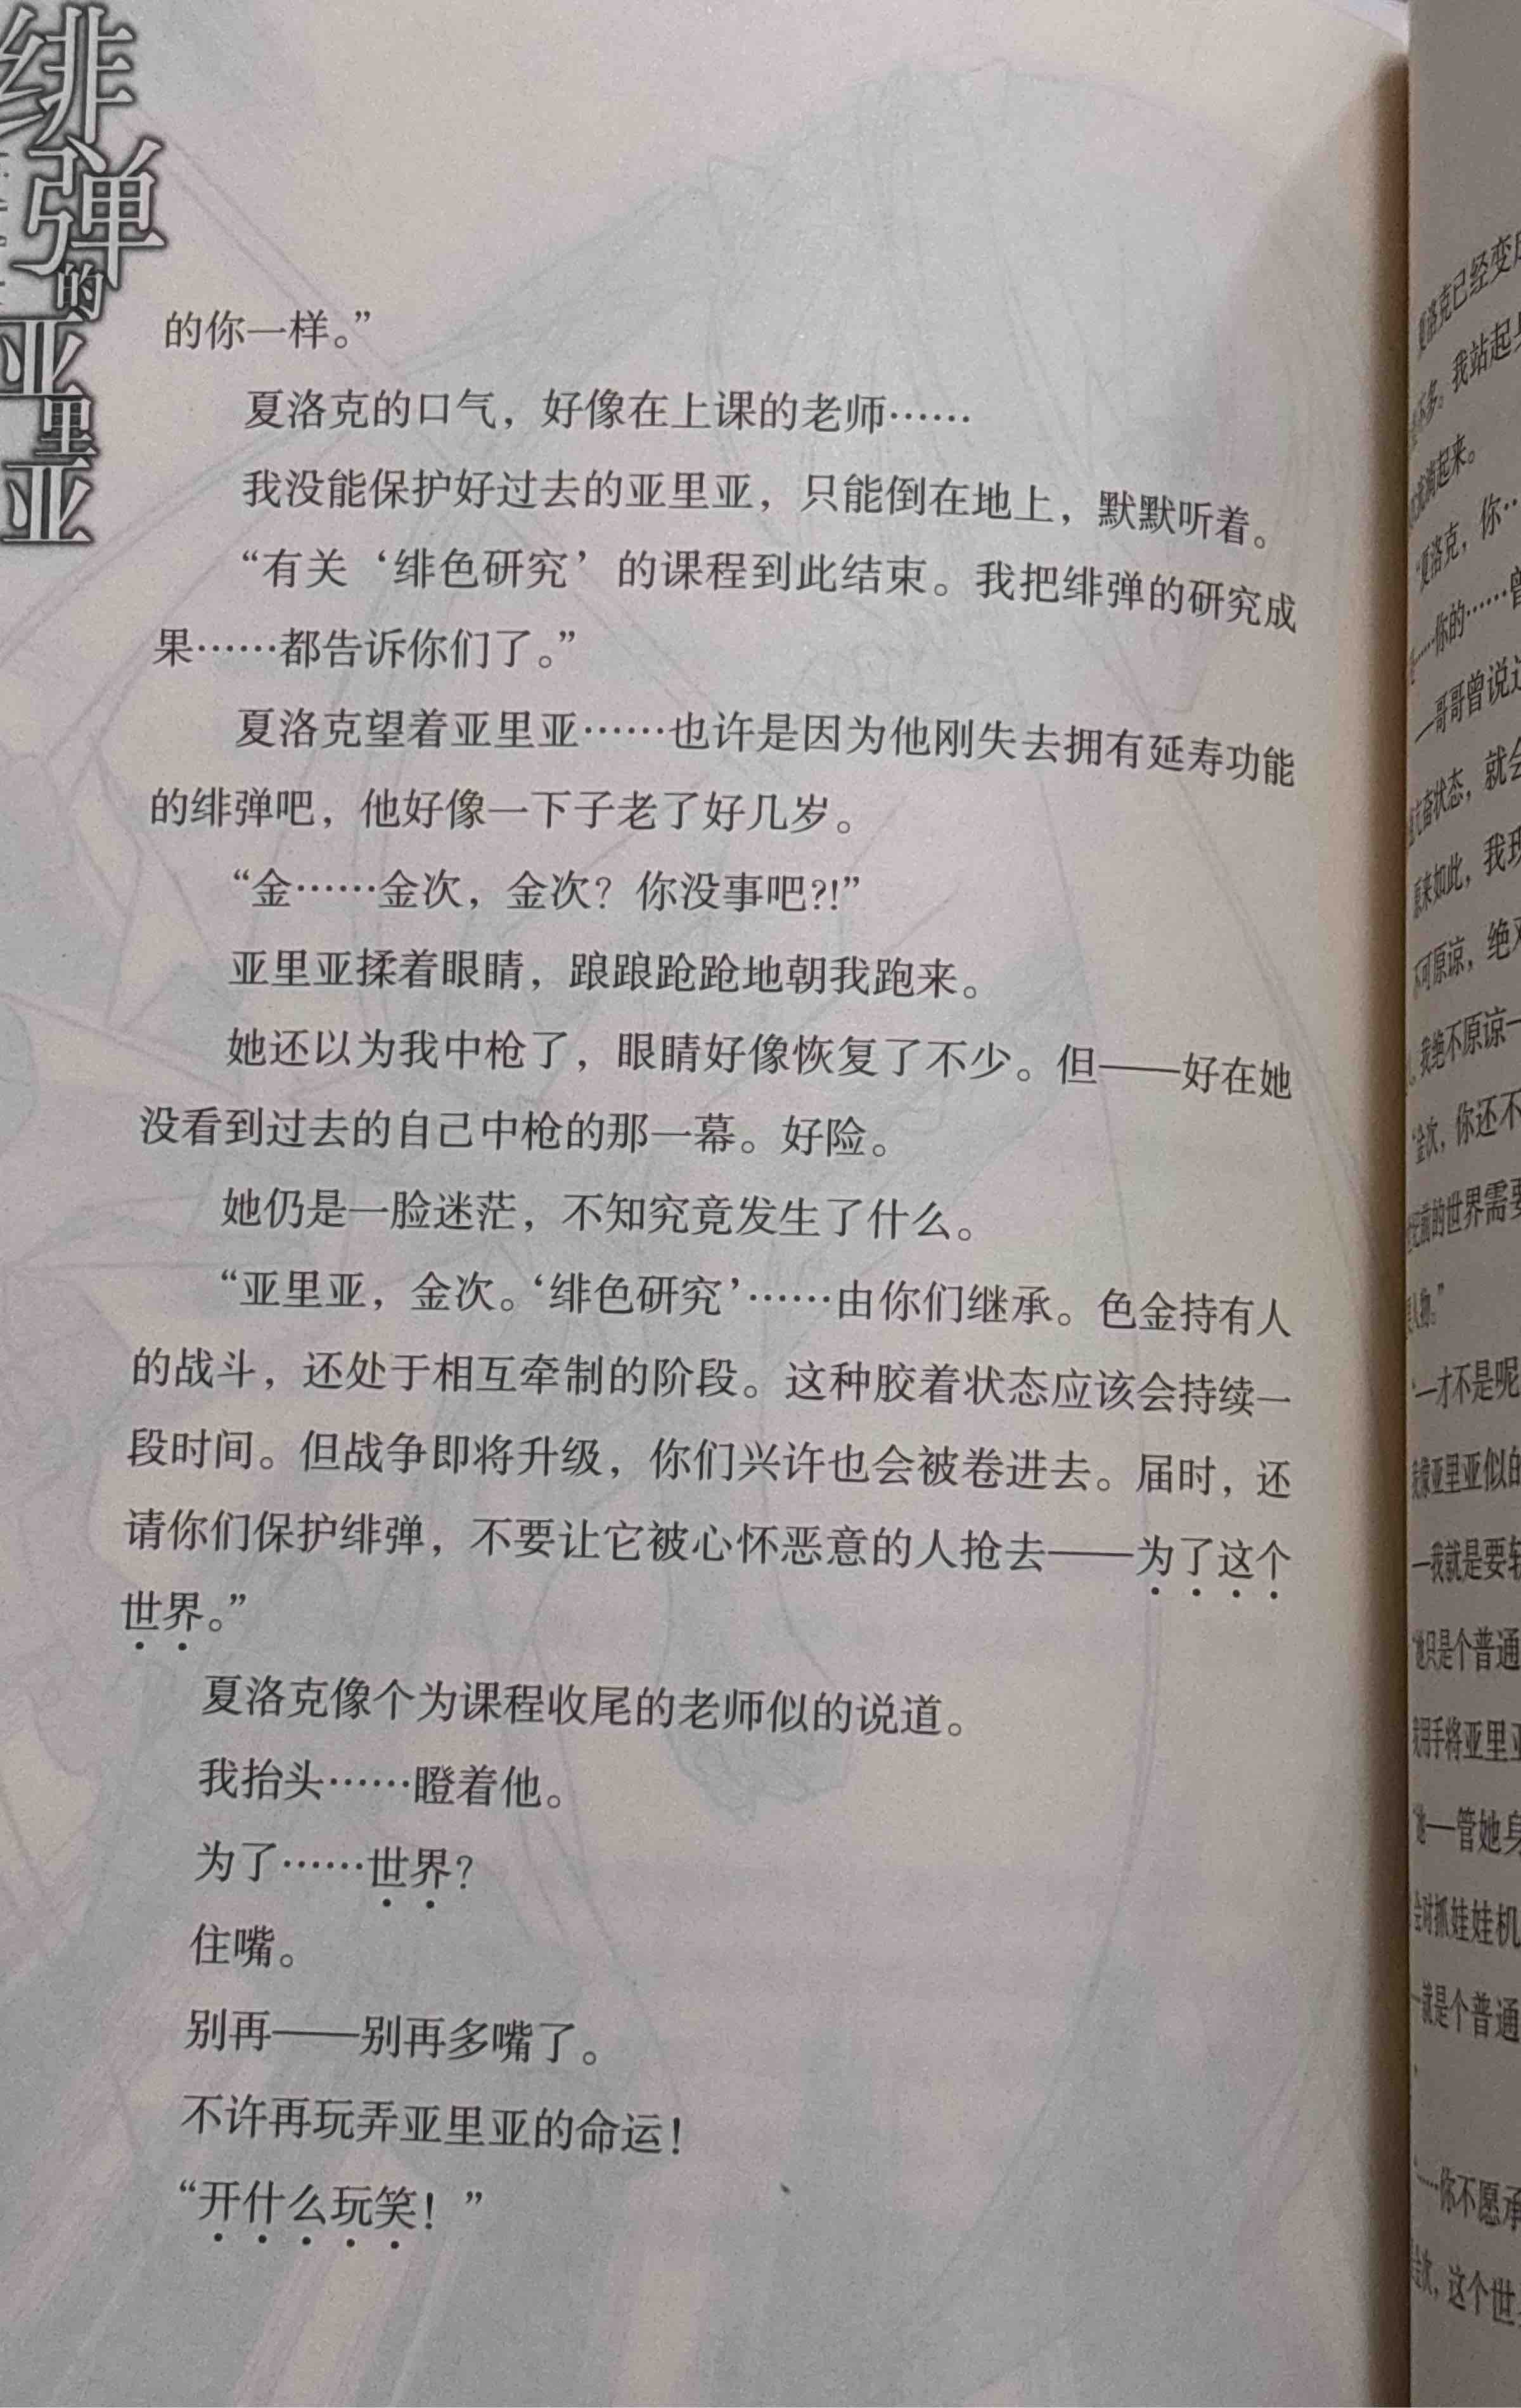 绯弹的亚里亚
的你一样。”
夏洛克的口气，好像在上课的老师……
我没能保护好过去的亚里亚，只能倒在地上，默默听着。
“有关‘绯色研究’的课程到此结束。我把绯弹的研究成
果……都告诉你们了。”
夏洛克望着亚里亚……也许是因为他刚失去拥有延寿功能
的绯弹吧，他好像一下子老了好几岁。
“金……金次，金次？你没事吧?!”
亚里亚揉着眼睛，踉踉跄跄地朝我跑来。
她还以为我中枪了，眼睛好像恢复了不少。但——好在她
没看到过去的自己中枪的那一幕。好险。
她仍是一脸迷茫，不知究竟发生了什么。
“亚里亚，金次。‘绯色研究’……由你们继承。色金持有人
的战斗，还处于相互牵制的阶段。这种胶着状态应该会持续一
段时间。但战争即将升级，你们兴许也会被卷进去。届时，还
请你们保护绯弹，不要让它被心怀恶意的人抢去——为了这个
世界。”
夏洛克像个为课程收尾的老师似的说道。
我抬头……瞪着他。
为了……世界？
住嘴。
别再——别再多嘴了。
不许再玩弄亚里亚的命运！
“开什么玩笑！”
夏洛克已经变
我站起
起来。
夏洛克，你…
你的……曾
哥哥曾说
状态，就会
原来如此，我
不可原谅，绝
我绝不原谅一
金次，你还不
前的世界需要
—才不是呢
我像亚里亚似的
—我就是要
只是个普通
我用手将亚里
—管她
会对抓娃娃机
就是个普通
……你不愿
金次，这个世